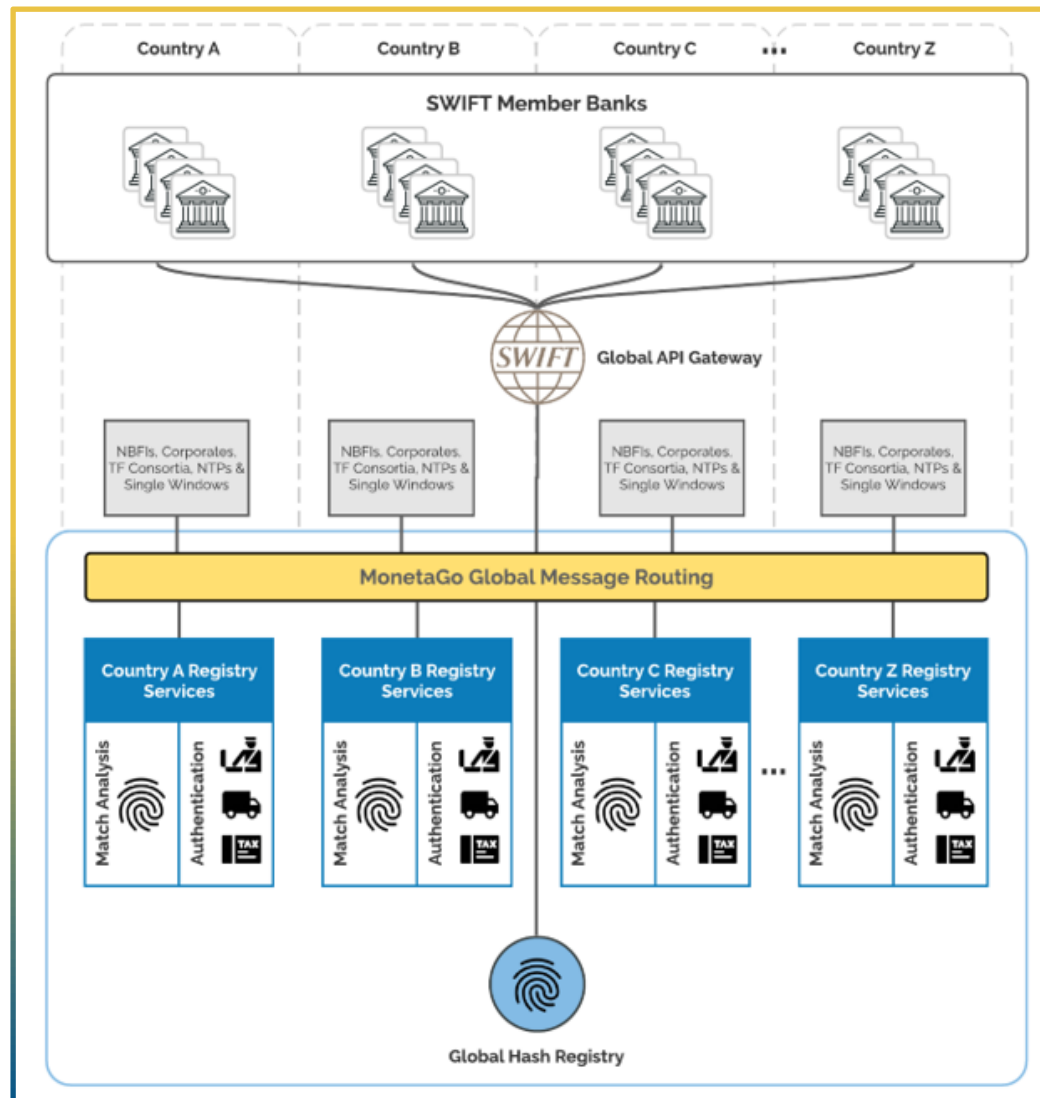 Country A
Country B
Country C
...
Country Z
SWIFT Member Banks
SWIFT
Global API Gateway
NBFIs, Corporates,
TF Consortia, NTPs &
Single Windows
NBFIs, Corporates,
TF Consortia, NTPs &
Single Windows
NBFIs, Corporates,
TF Consortia, NTPs &
Single Windows
NBFIs, Corporates,
TF Consortia, NTPs &
Single Windows
MonetaGo Global Message Routing
Country A Registry
Services
Match Analysis
Authentication
TAX
Country B Registry
Services
Match Analysis
Authentication
TAX
Country C Registry
Services
Match Analysis
Authentication
TAX
...
Country Z Registry
Services
Match Analysis
Authentication
TAX
Global Hash Registry